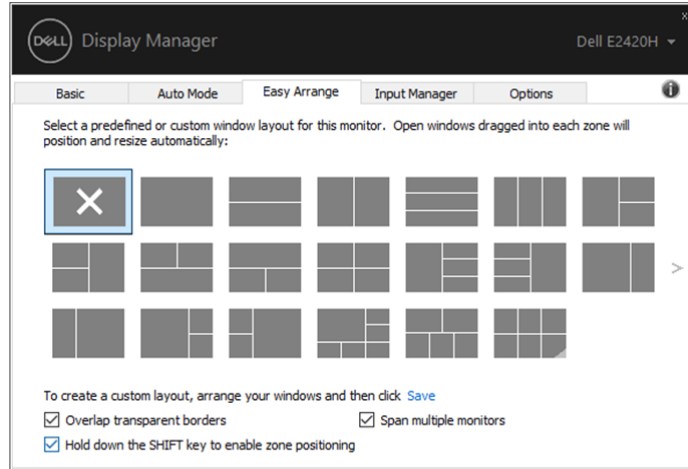 DELL Display Manager
Dell E2420H
Basic Auto Mode Easy Arrange Input Manager Options
Select a predefined or custom window layout for this monitor. Open windows dragged into each zone will
position and resize automatically:
To create a custom layout, arrange your windows and then click Save
Overlap transparent borders
Span multiple monitors
Hold down the SHIFT key to enable zone positioning